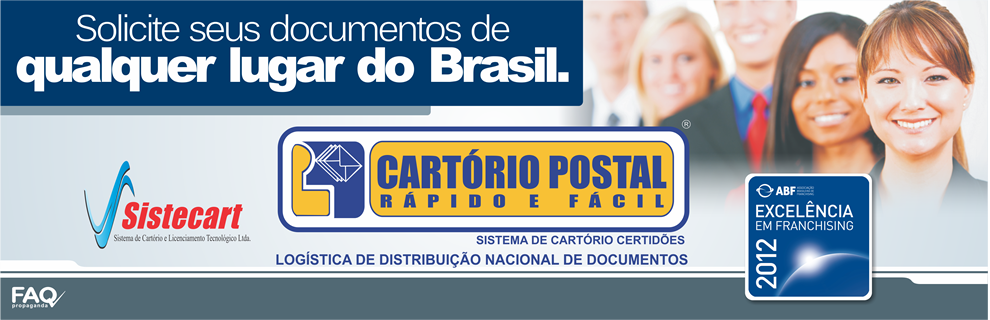 Solicite seus documentos de
qualquer lugar do Brasil.
®
CARTÓRIO POSTAL
RÁPIDO E FÁCIL
Sistecart
Sistema de Cartório e Licenciamento Tecnológico Ltda.
SISTEMA DE CARTÓRIO CERTIDÕES
LOGÍSTICA DE DISTRIBUIÇÃO NACIONAL DE DOCUMENTOS
ABF
EXCELÊNCIA
EM FRANCHISING
2012
FAQ
propaganda